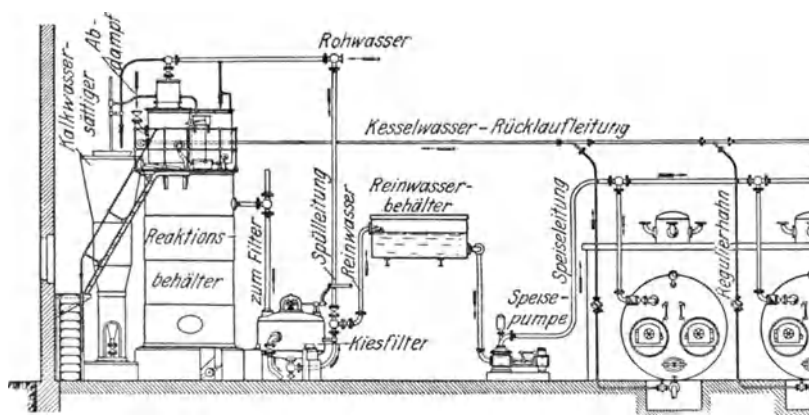 Ab-
dampf
Kalkwasser-
sättiger
Rohwasser
Kesselwasser-Rücklaufleitung
Reaktions-
behälter
zum Filter
Spülleitung
Reinwasser
Reinwasser-
behälter
Speiseleitung
Regulierhahn
Speise-
pumpe
Kiesfilter